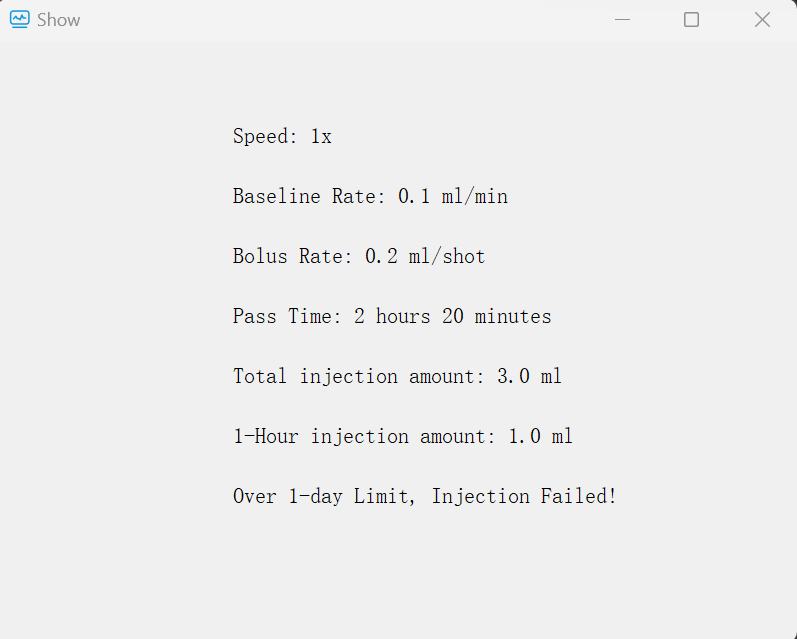 Show
Speed: 1x
Baseline Rate: 0.1 ml/min
Bolus Rate: 0.2 ml/shot
Pass Time: 2 hours 20 minutes
Total injection amount: 3.0 ml
1-Hour injection amount: 1.0 ml
Over 1-day Limit, Injection Failed!